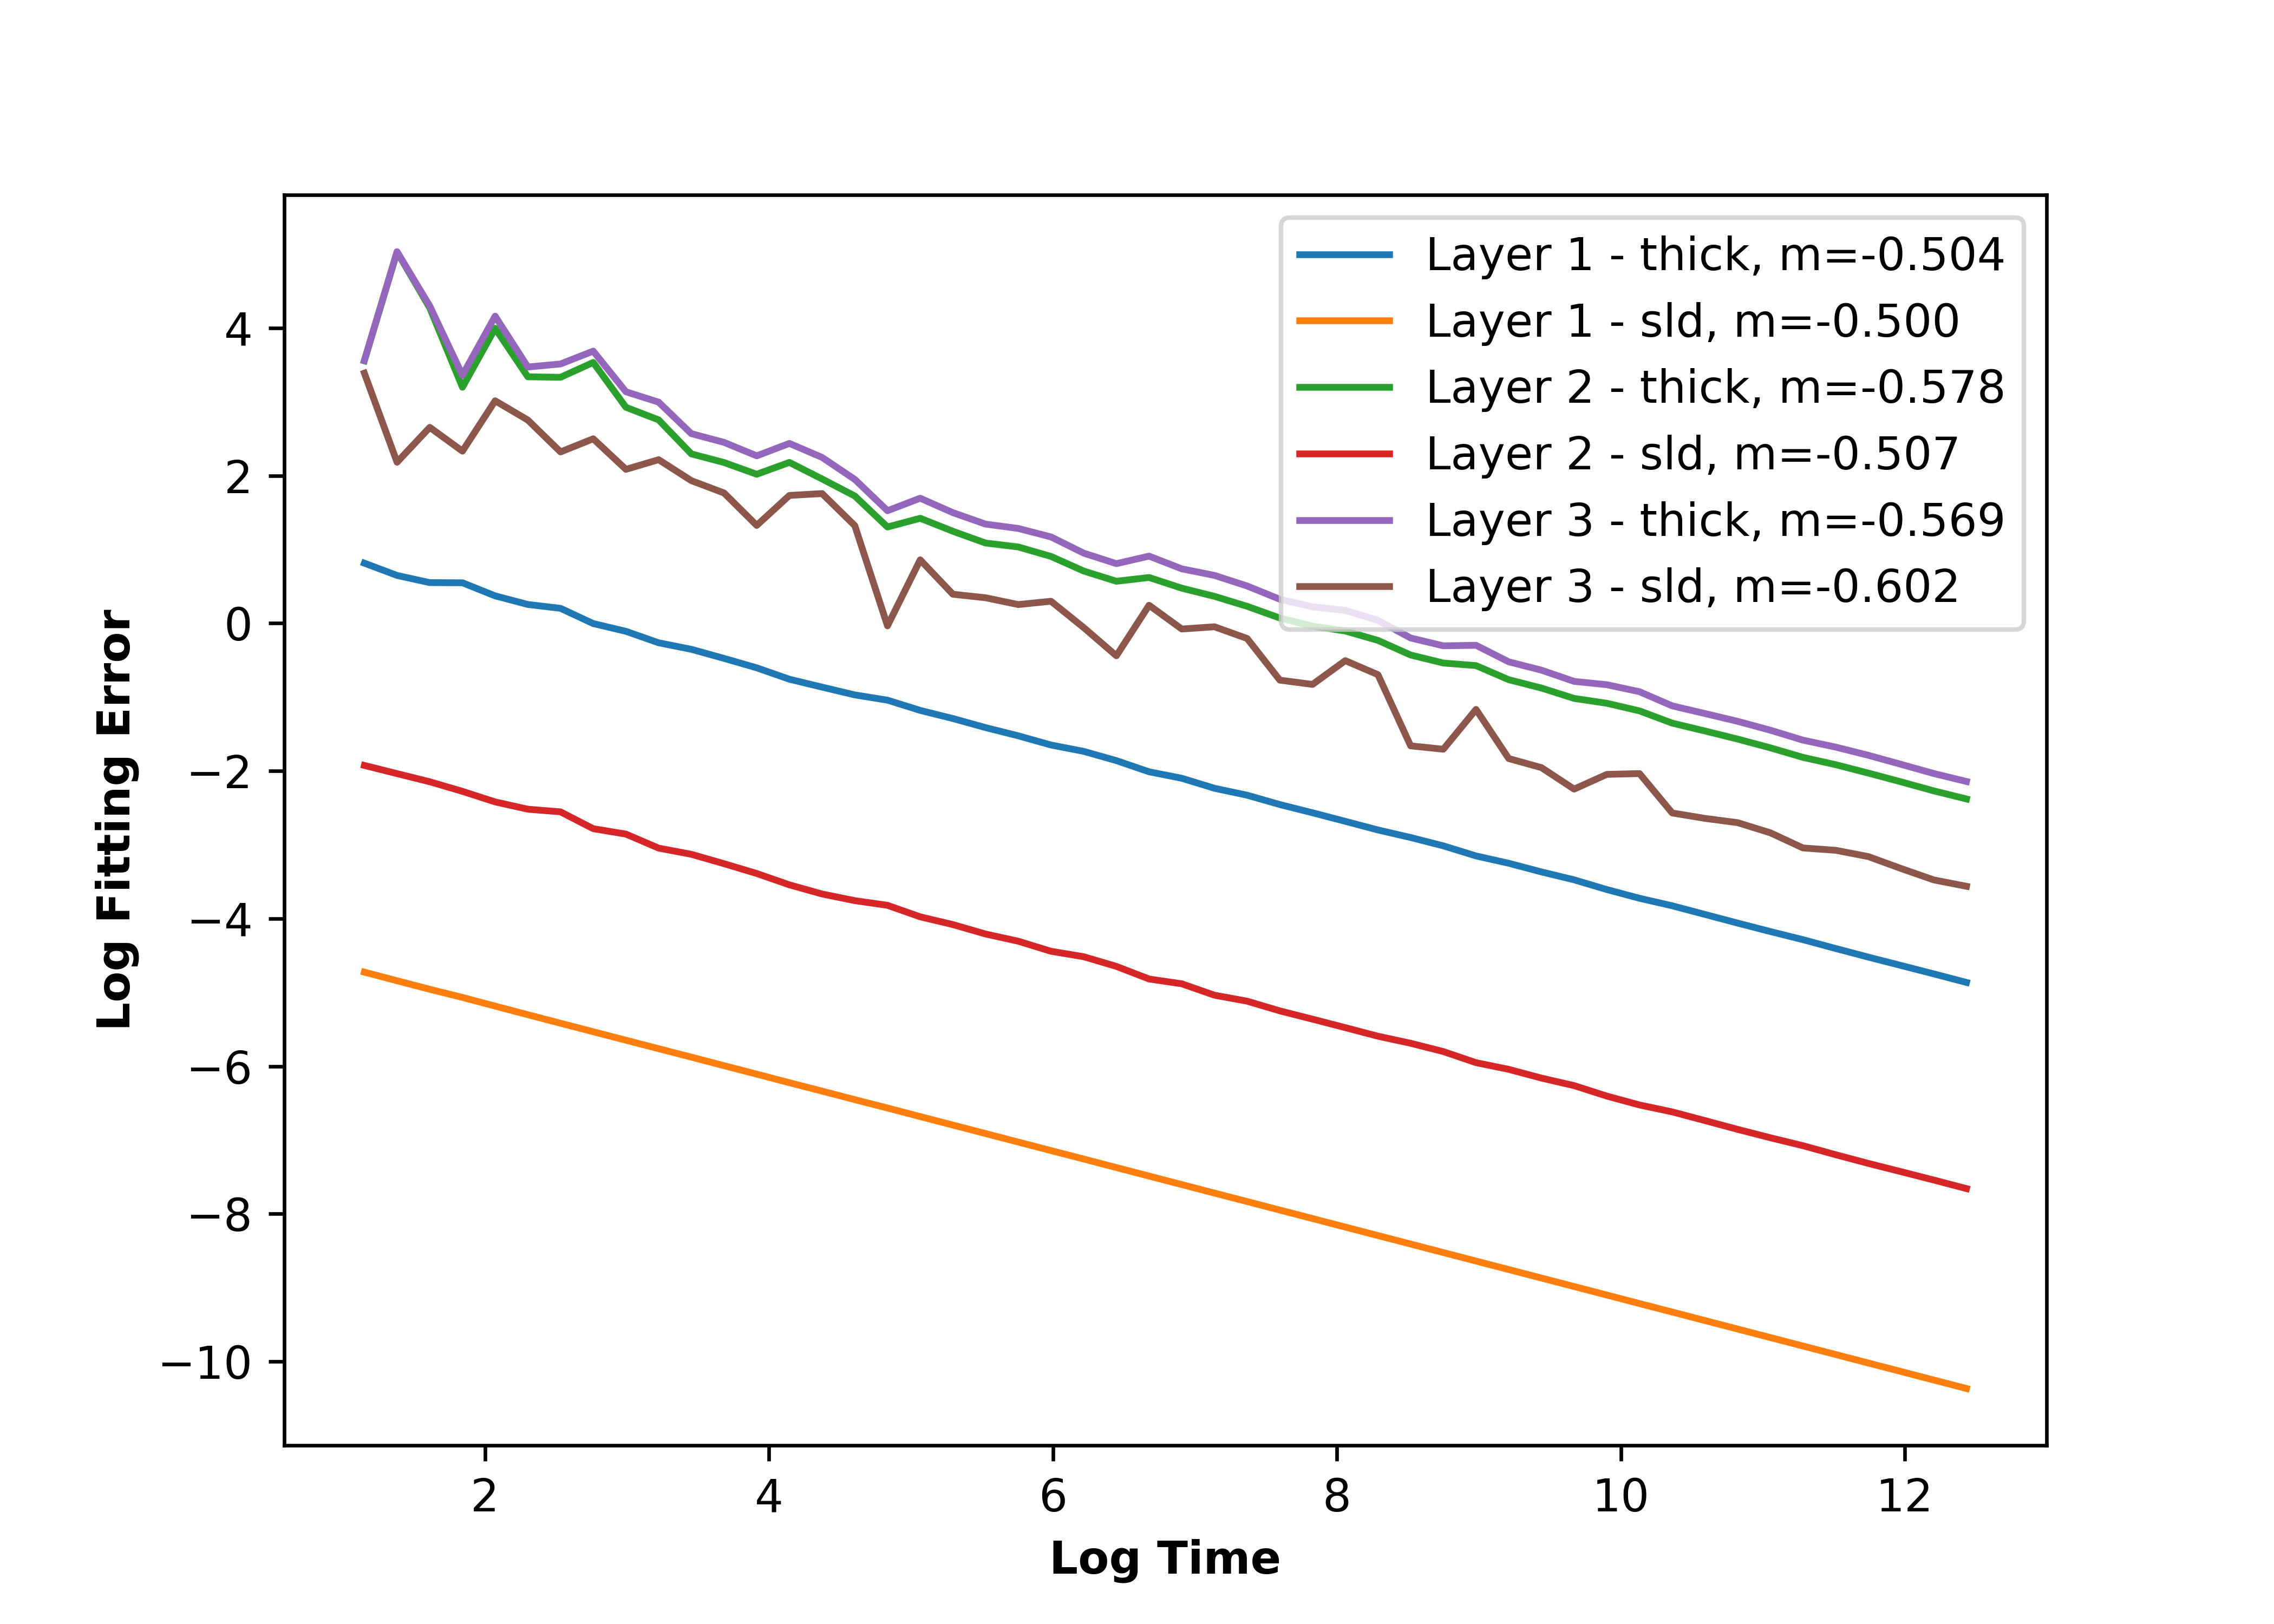 Layer 1 - thick, m=-0.504
Layer 1 - sld, m=-0.500
Layer 2 - thick, m=-0.578
Layer 2 - sld, m=-0.507
Layer 3 - thick, m=-0.569
Layer 3 - sld, m=-0.602
4
2
0
−2
−4
−6
−8
−10
Log Fitting Error
2 4 6 8 10 12
Log Time